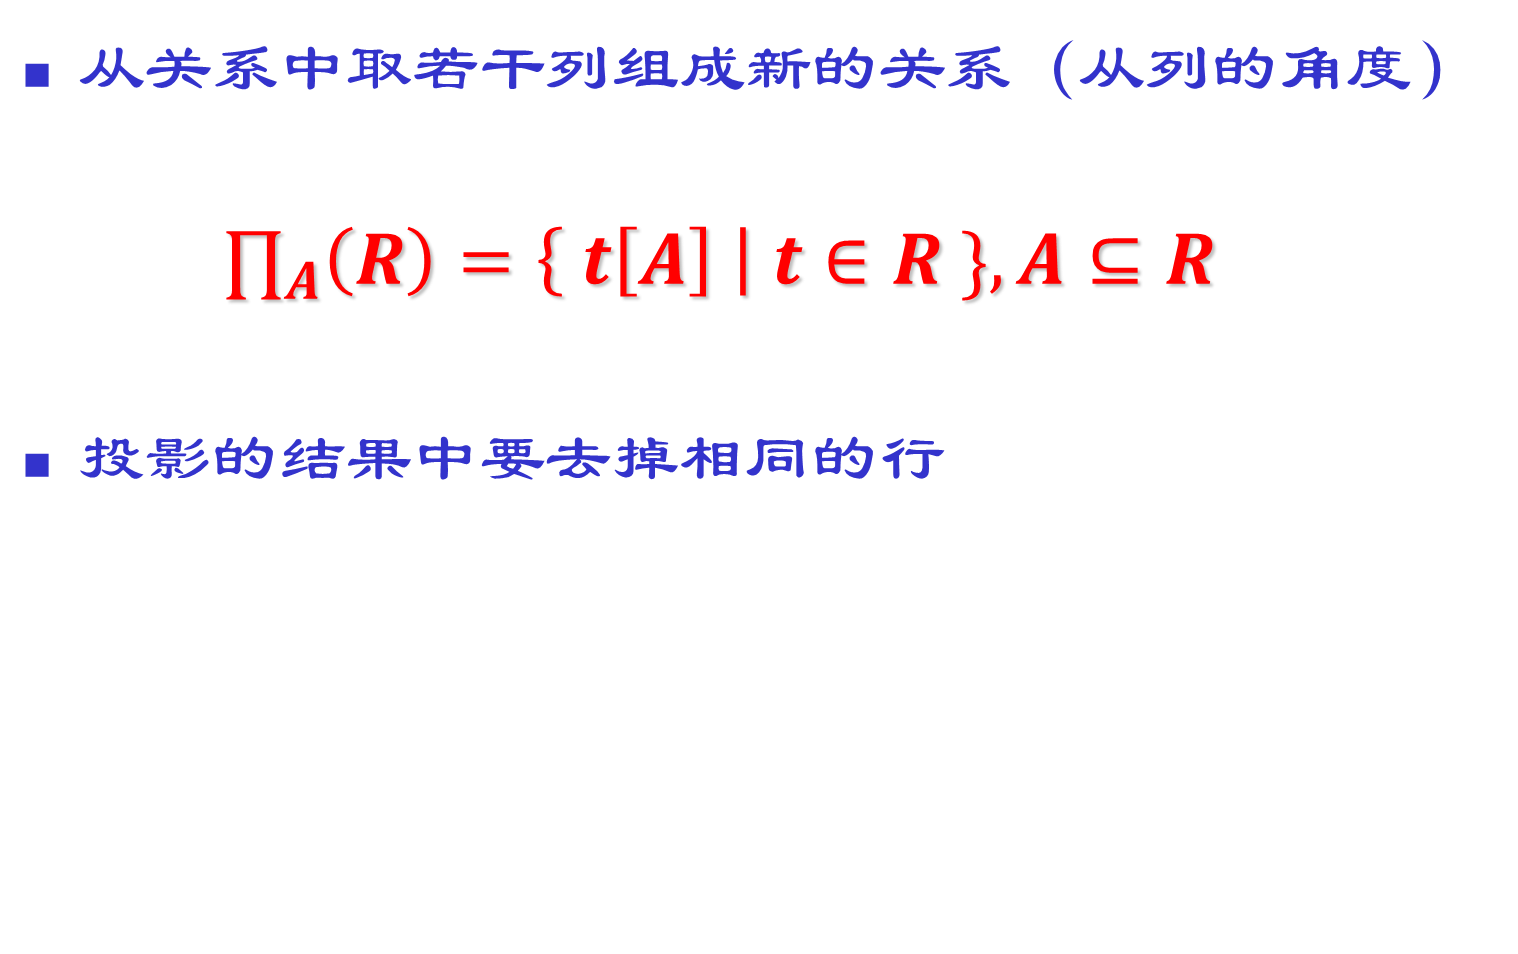 ■ 从关系中取若干列组成新的关系（从列的角度）
∏A(R) = { t[A] | t ∈ R }, A ⊆ R
■ 投影的结果中要去掉相同的行